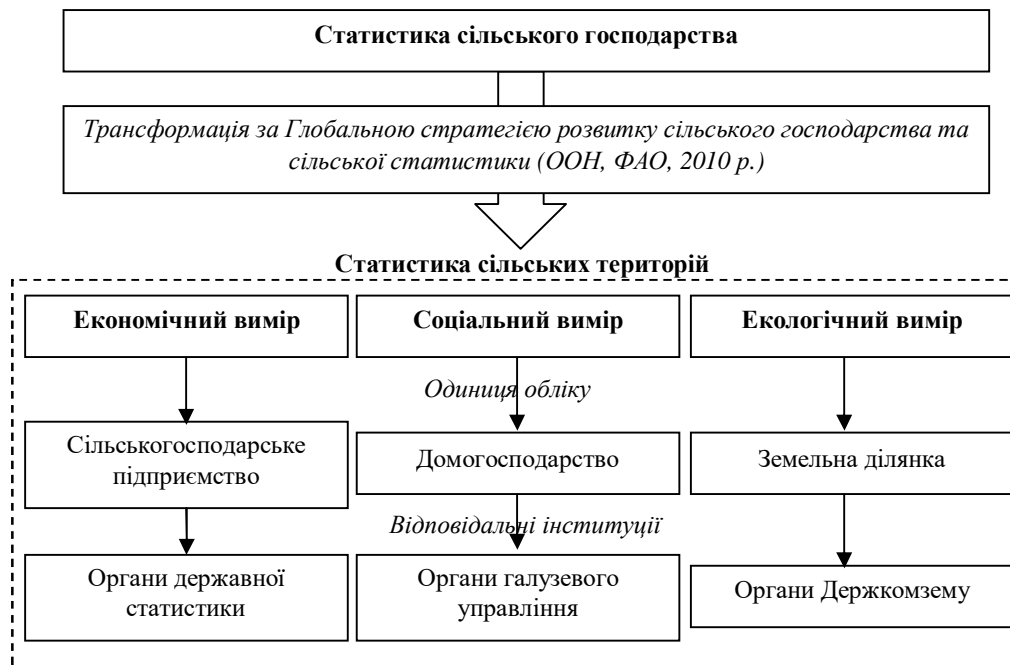 Статистика сільського господарства
Трансформація за Глобальною стратегією розвитку сільського господарства та
сільської статистики (ООН, ФАО, 2010 р.)
Статистика сільських територій
Економічний вимір
Соціальний вимір
Екологічний вимір
Одиниця обліку
Сільськогосподарське
підприємство
Домогосподарство
Земельна ділянка
Відповідальні інституції
Органи державної
статистики
Органи галузевого
управління
Органи Держкомзему